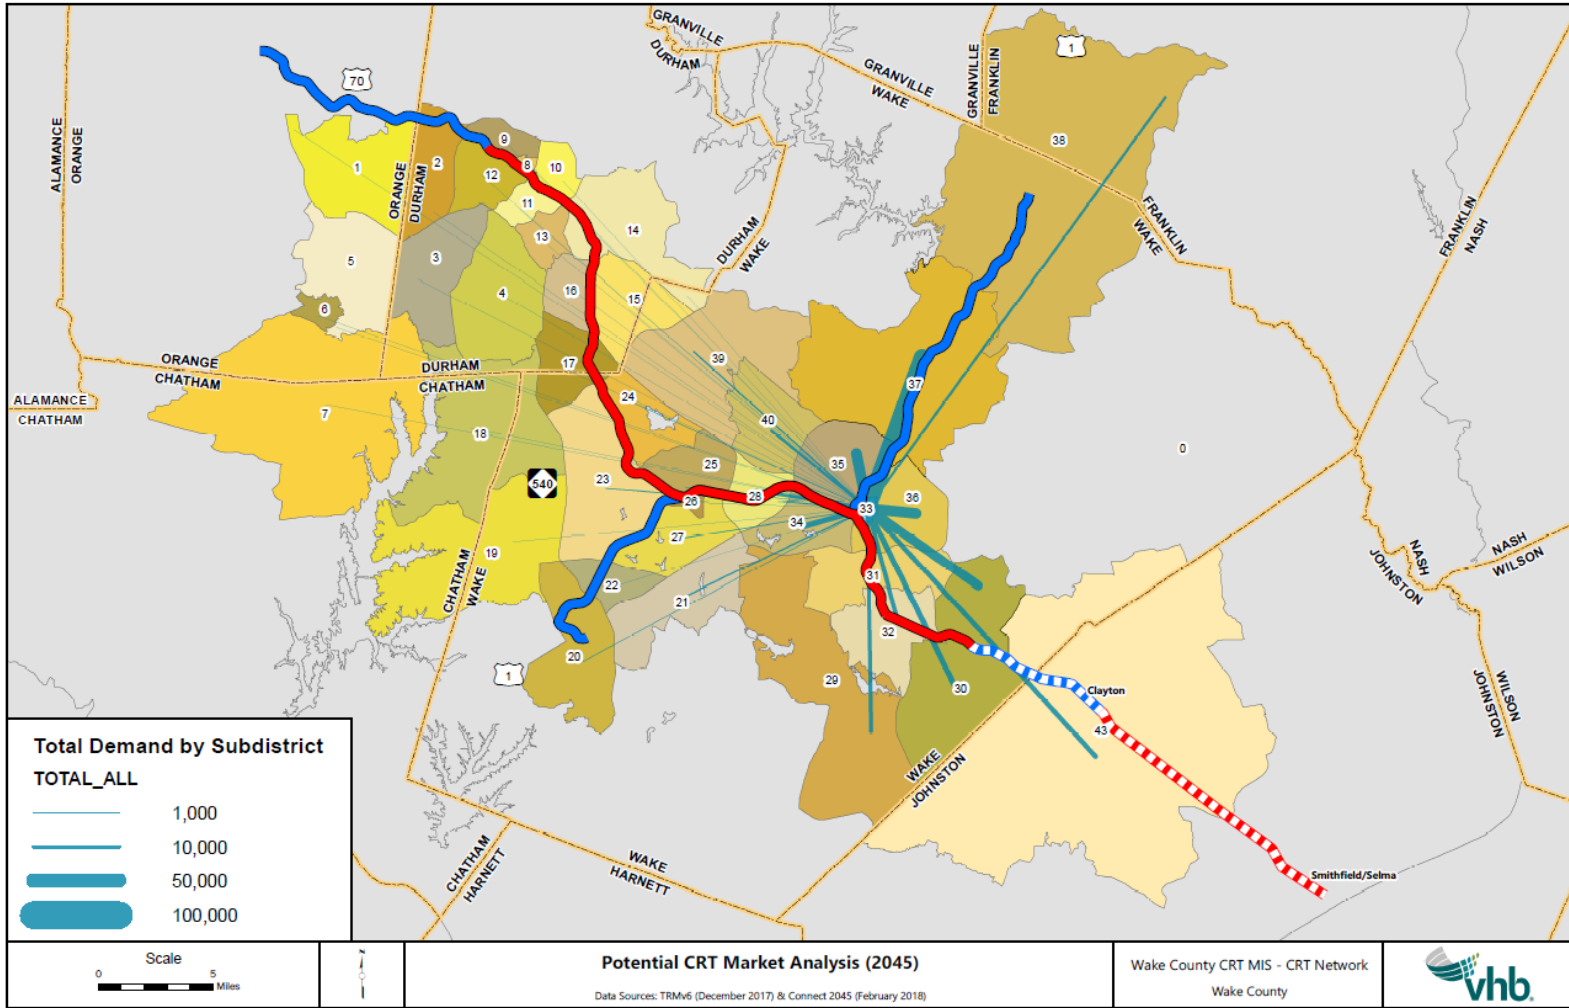 GRANVILLE
DURHAM
GRANVILLE
WAKE
GRANVILLE
FRANKLIN
1
70
ALAMANCE
ORANGE
ORANGE
DURHAM
38
9
8
10
1
2
12
11
14
13
DURHAM
WAKE
FRANKLIN
WAKE
FRANKLIN
NASH
5
3
4
16
15
6
ORANGE
CHATHAM
DURHAM
CHATHAM
17
39
37
ALAMANCE
CHATHAM
7
18
24
40
0
25
35
23
540
26
28
36
33
34
19
27
CHATHAM
WAKE
22
21
31
NASH
JOHNSTON
NASH
WILSON
32
20
1
29
30
Clayton
43
WILSON
JOHNSTON
WAKE
JOHNSTON
CHATHAM
HARNETT
WAKE
HARNETT
Smithfield/Selma
Total Demand by Subdistrict
TOTAL_ALL
1,000
10,000
50,000
100,000
Scale
0 5
Miles
N
Potential CRT Market Analysis (2045)
Data Sources: TRMv6 (December 2017) & Connect 2045 (February 2018)
Wake County CRT MIS - CRT Network
Wake County
vhb.